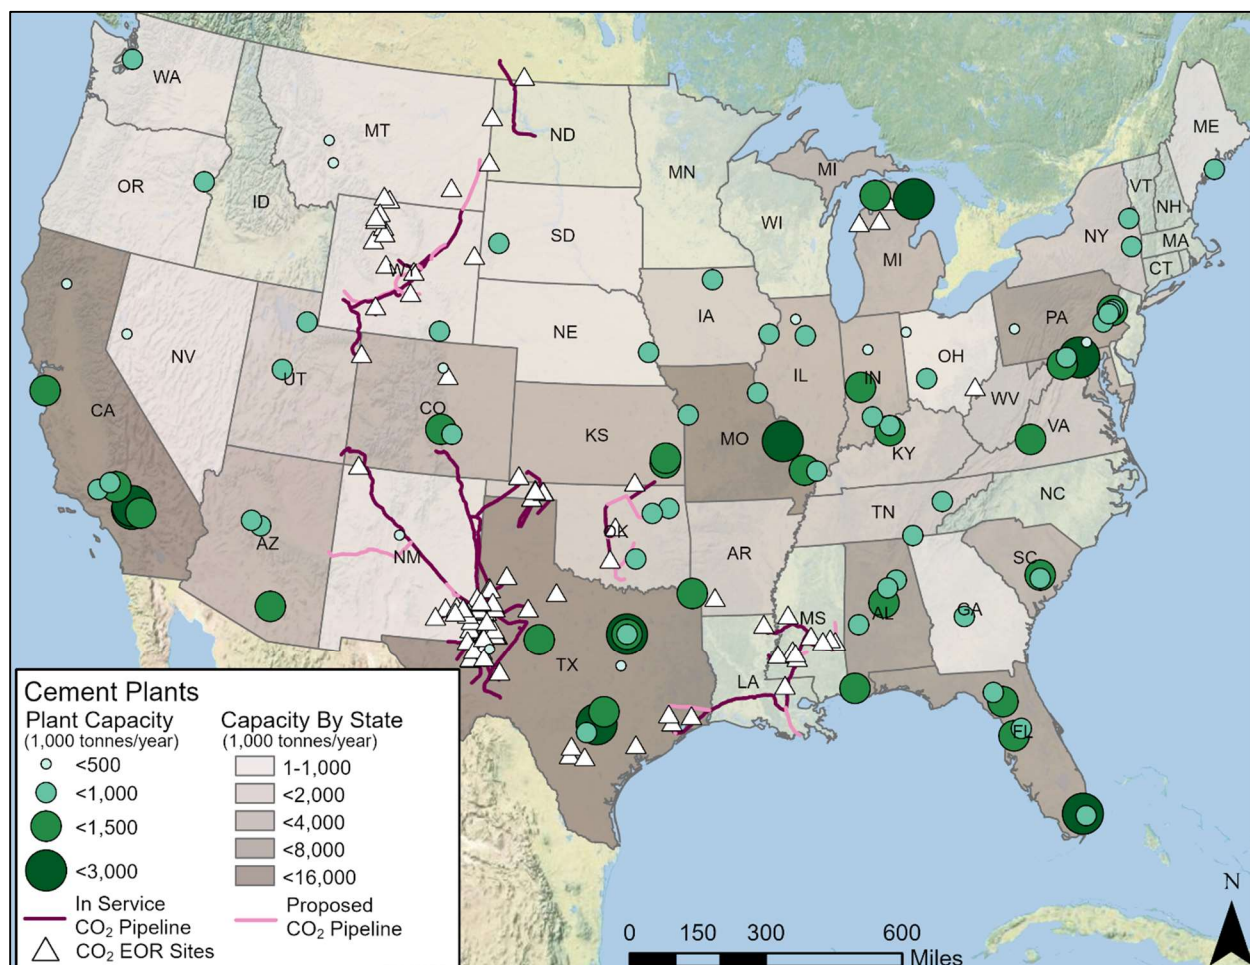 WA
MT
ND
MN
ME
OR
ID
SD
WI
MI
VT
NH
NY
MA
CT
WY
MI
IA
NE
PA
NV
UT
IL
IN
OH
WV
CA
CO
KS
MO
KY
VA
NC
TN
AZ
NM
OK
AR
SC
MS
AL
GA
TX
LA
FL
Cement Plants
Plant Capacity
(1,000 tonnes/year)
<500
<1,000
<1,500
<3,000
In Service
CO₂ Pipeline
CO₂ EOR Sites
Capacity By State
(1,000 tonnes/year)
1-1,000
<2,000
<4,000
<8,000
<16,000
Proposed
CO₂ Pipeline
N
0 150 300 600
Miles